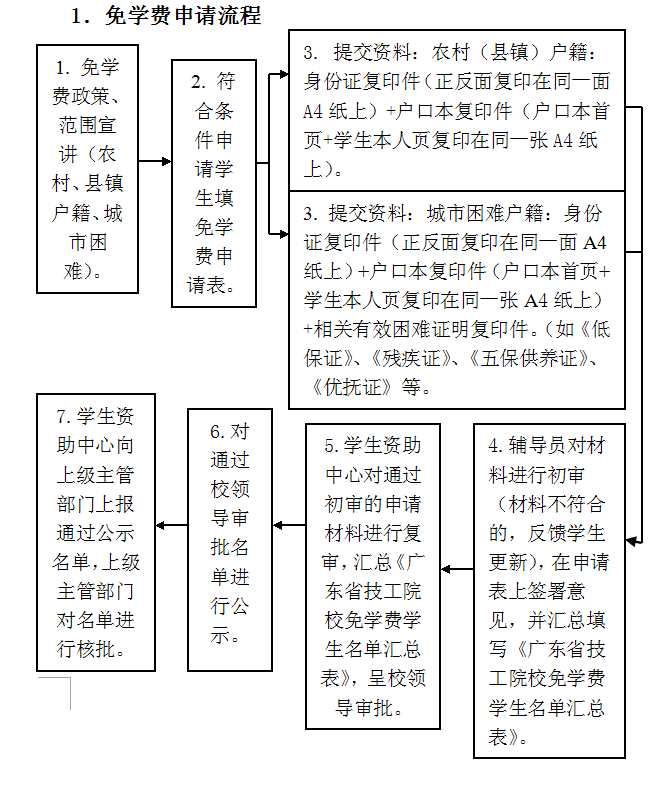 1．免学费申请流程
1. 免学
费政策、
范围宣
讲（农
村、县镇
户籍、城
市困
难）。
2. 符
合条
件申
请学
生填
免学
费申
请表。
3. 提交资料：农村（县镇）户籍：
身份证复印件（正反面复印在同一面
A4 纸上）+户口本复印件（户口本首
页+学生本人页复印在同一张 A4 纸
上）。
3. 提交资料：城市困难户籍：身份
证复印件（正反面复印在同一面 A4
纸上）+户口本复印件（户口本首页+
学生本人页复印在同一张 A4 纸上）
+相关有效困难证明复印件。（如《低
保证》、《残疾证》、《五保供养证》、
《优抚证》等。
4. 辅导员对材
料进行初审
（材料不符合
的，反馈学生
更新），在申请
表上签署意
见，并汇总填
写《广东省技
工院校免学费
学生名单汇总
表》。
5. 学生资助
中心对通过
初审的申请
材料进行复
审，汇总《广
东省技工院
校免学费学
生名单汇总
表》，呈校领
导审批。
6. 对
通过
校领
导审
批名
单进
行公
示。
7. 学生资
助中心向
上级主管
部门上报
通过公示
名单，上级
主管部门
对名单进
行核批。